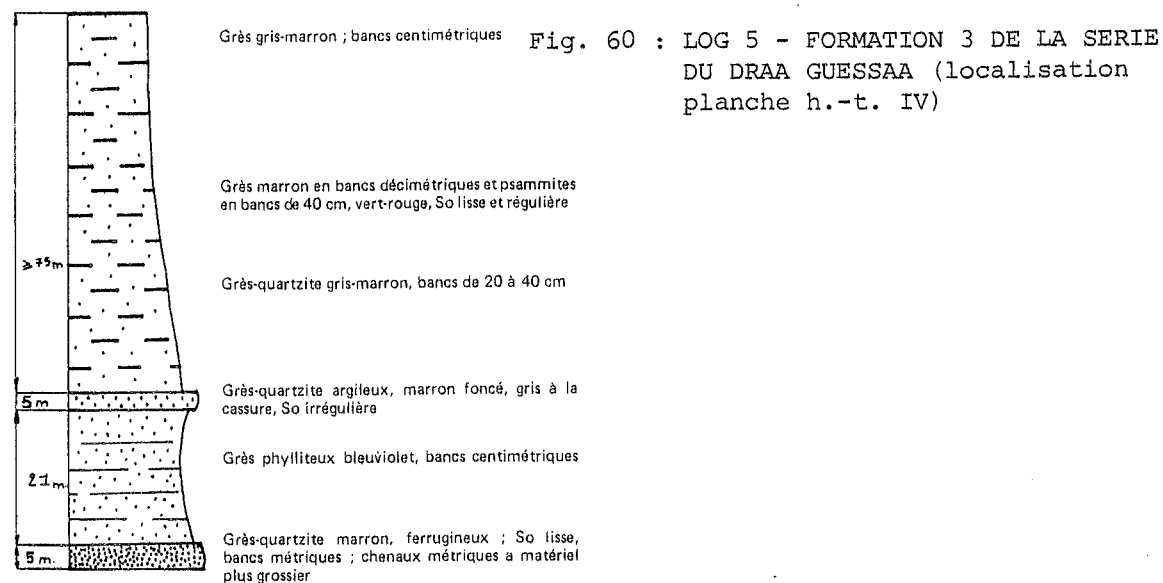 Fig. 60 : LOG 5 - FORMATION 3 DE LA SERIE
DU DRAA GUESSAA (localisation
planche h.-t. IV)
Grès gris-marron ; bancs centimétriques
Grès marron en bancs décimétriques et psammites
en bancs de 40 cm, vert-rouge, So lisse et régulière
⩾75m
Grès-quartzite gris-marron, bancs de 20 à 40 cm
5m
Grès-quartzite argileux, marron foncé, gris à la
cassure, So irrégulière
Grès phylliteux bleuviolet, bancs centimétriques
21m.
5m.
Grès-quartzite marron, ferrugineux ; So lisse,
bancs métriques ; chenaux métriques a matériel
plus grossier